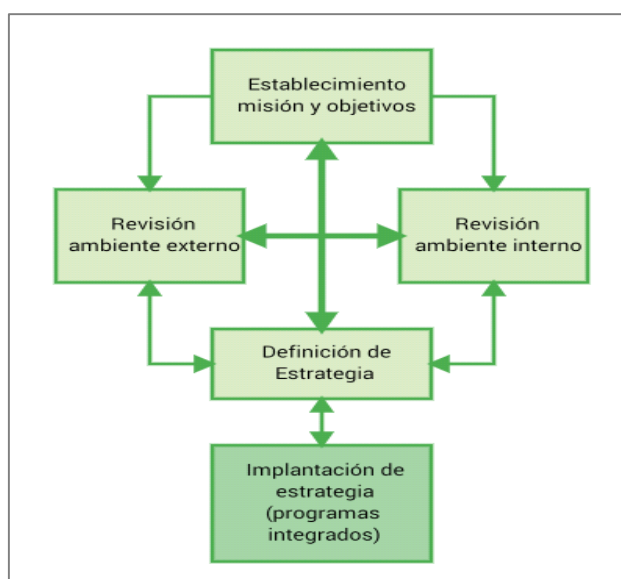 Establecimiento
misión y objetivos
Revisión
ambiente externo
Revisión
ambiente interno
Definición de
Estrategia
Implantación de
estrategia
(programas
integrados)